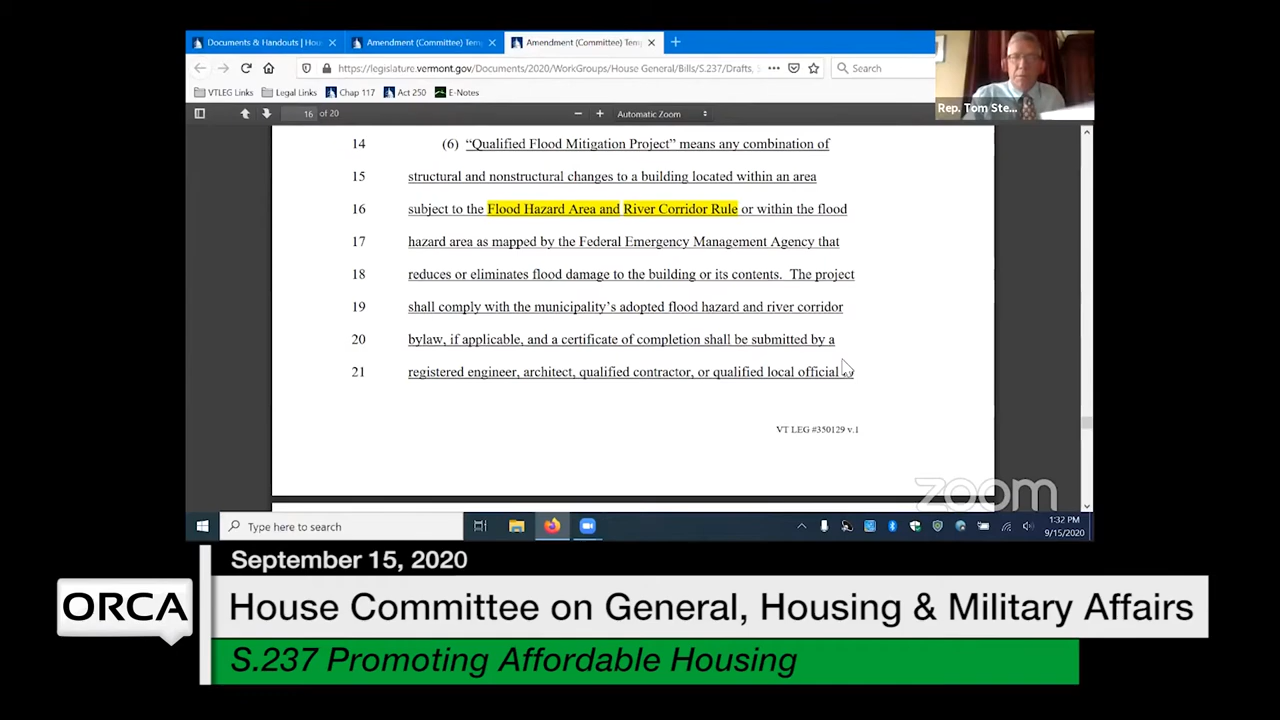 Documents & Handouts | Hou
Amendment (Committee) Temp
Amendment (Committee) Temp
https://legislature.vermont.gov/Documents/2020/WorkGroups/House General/Bills/S.237/Drafts, S
Search
VTLEG Links
Legal Links
Chap 117
Act 250
E-Notes
Rep. Tom Ste...
16 of 20
Automatic Zoom
14 (6) “Qualified Flood Mitigation Project” means any combination of
15 structural and nonstructural changes to a building located within an area
16 subject to the Flood Hazard Area and River Corridor Rule or within the flood
17 hazard area as mapped by the Federal Emergency Management Agency that
18 reduces or eliminates flood damage to the building or its contents. The project
19 shall comply with the municipality’s adopted flood hazard and river corridor
20 bylaw, if applicable, and a certificate of completion shall be submitted by a
21 registered engineer, architect, qualified contractor, or qualified local official
VT LEG #350129 v.1
zoom
Type here to search
1:32 PM
9/15/2020
September 15, 2020
ORCA
House Committee on General, Housing & Military Affairs
S.237 Promoting Affordable Housing